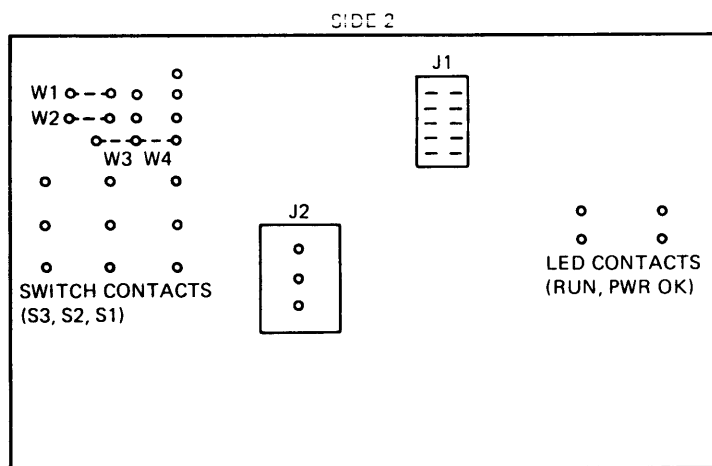 SIDE 2
J1
W1
W2
W3 W4
J2
SWITCH CONTACTS
(S3, S2, S1)
LED CONTACTS
(RUN, PWR OK)